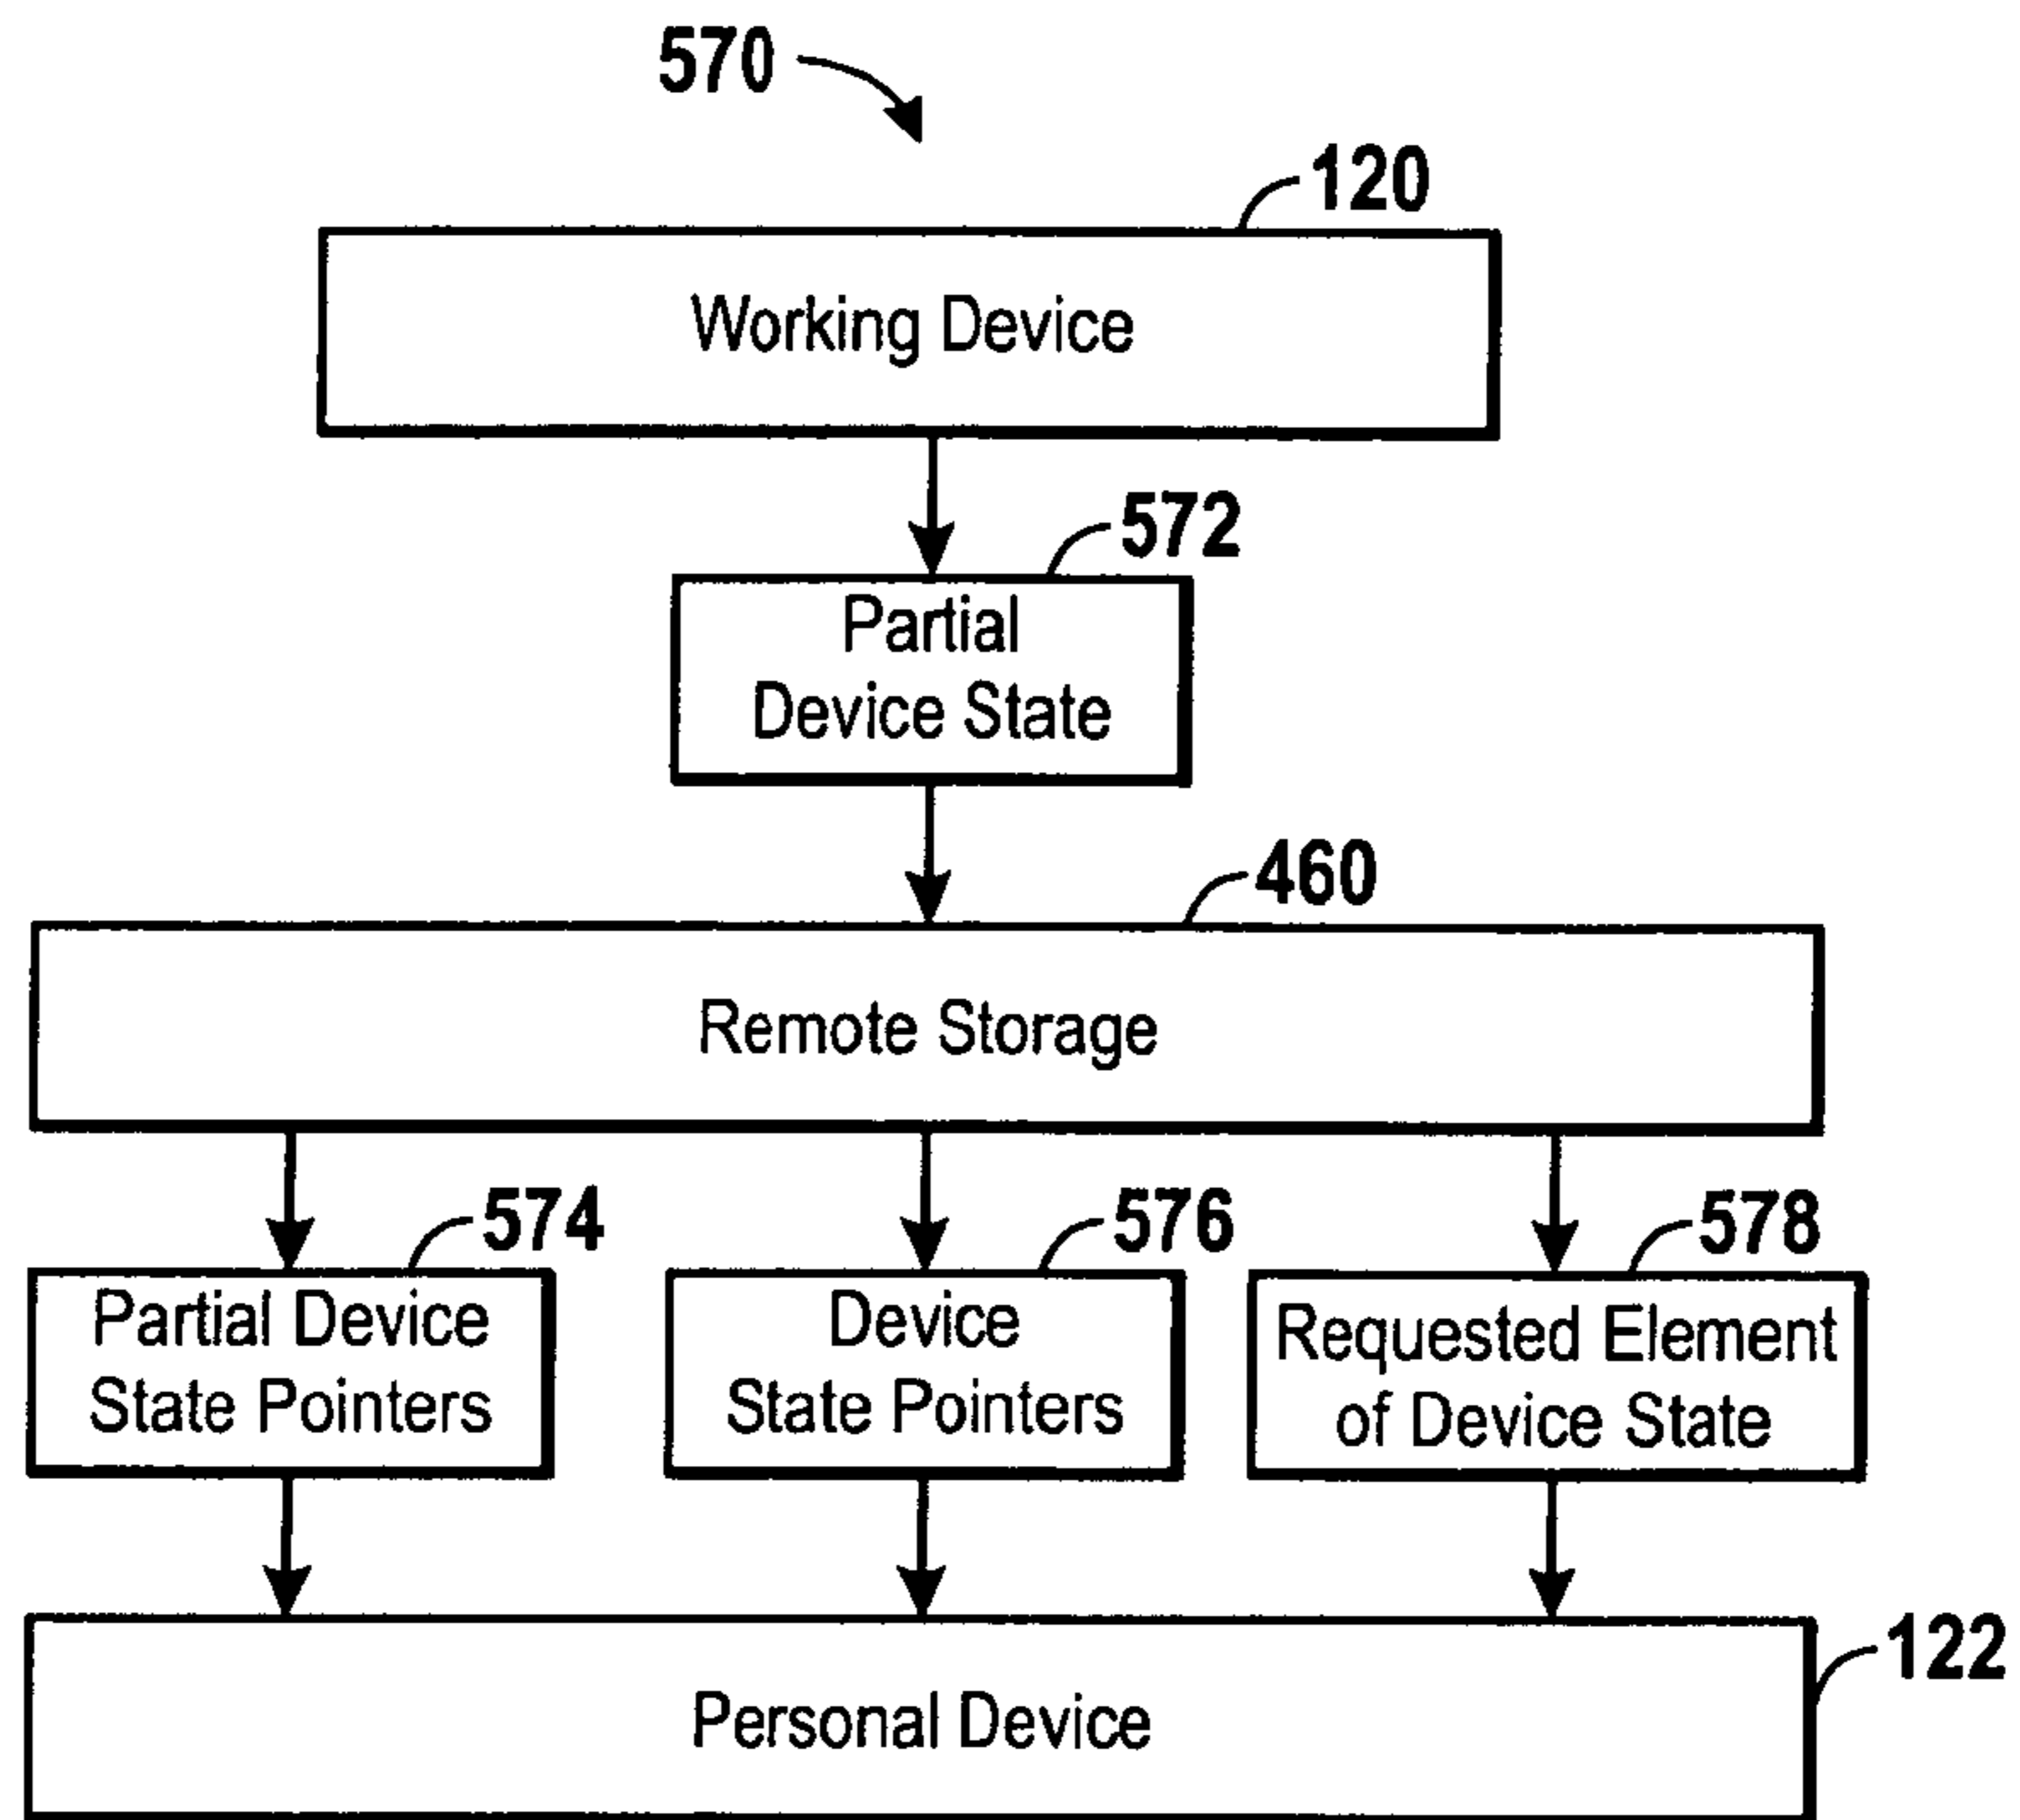 570
120
Working Device
572
Partial
Device State
460
Remote Storage
574
576
578
Partial Device
State Pointers
Device
State Pointers
Requested Element
of Device State
122
Personal Device